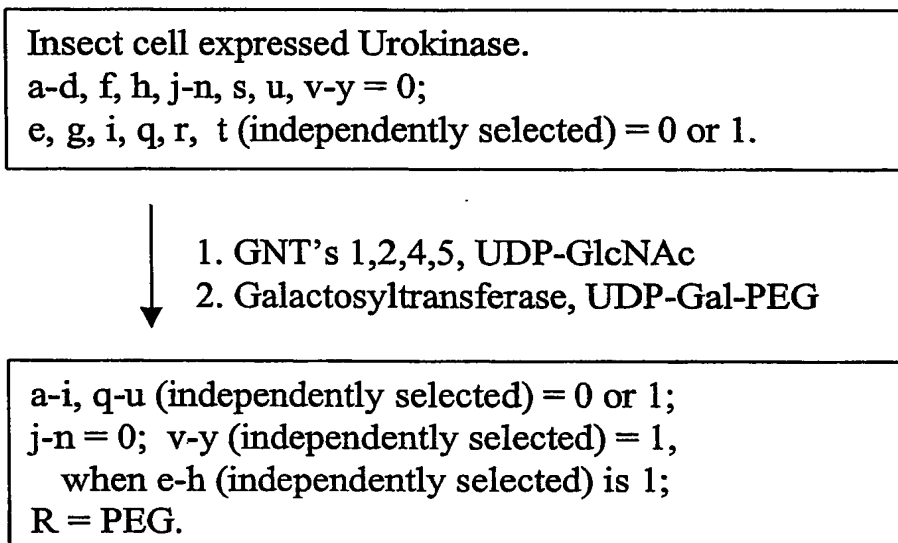 Insect cell expressed Urokinase.
a-d, f, h, j-n, s, u, v-y = 0;
e, g, i, q, r, t (independently selected) = 0 or 1.
1. GNT's 1,2,4,5, UDP-GlcNAc
2. Galactosyltransferase, UDP-Gal-PEG
a-i, q-u (independently selected) = 0 or 1;
j-n = 0; v-y (independently selected) = 1,
when e-h (independently selected) is 1;
R = PEG.